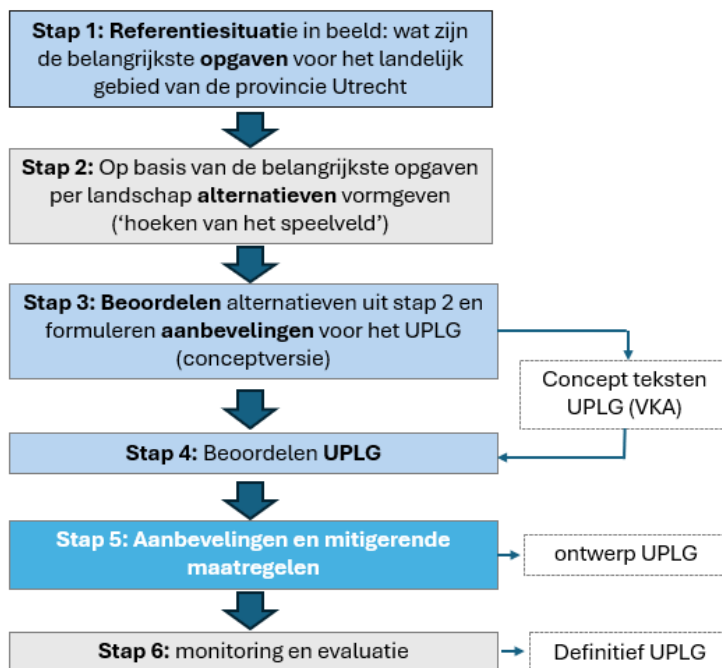 Stap 1: Referentiesituatie in beeld: wat zijn
de belangrijkste opgaven voor het landelijk
gebied van de provincie Utrecht
Stap 2: Op basis van de belangrijkste opgaven
per landschap alternatieven vormgeven
(‘hoeken van het speelveld’)
Stap 3: Beoordelen alternatieven uit stap 2 en
formuleren aanbevelingen voor het UPLG
(conceptversie)
Concept teksten
UPLG (VKA)
Stap 4: Beoordelen UPLG
Stap 5: Aanbevelingen en mitigerende
maatregelen
ontwerp UPLG
Stap 6: monitoring en evaluatie
Definitief UPLG